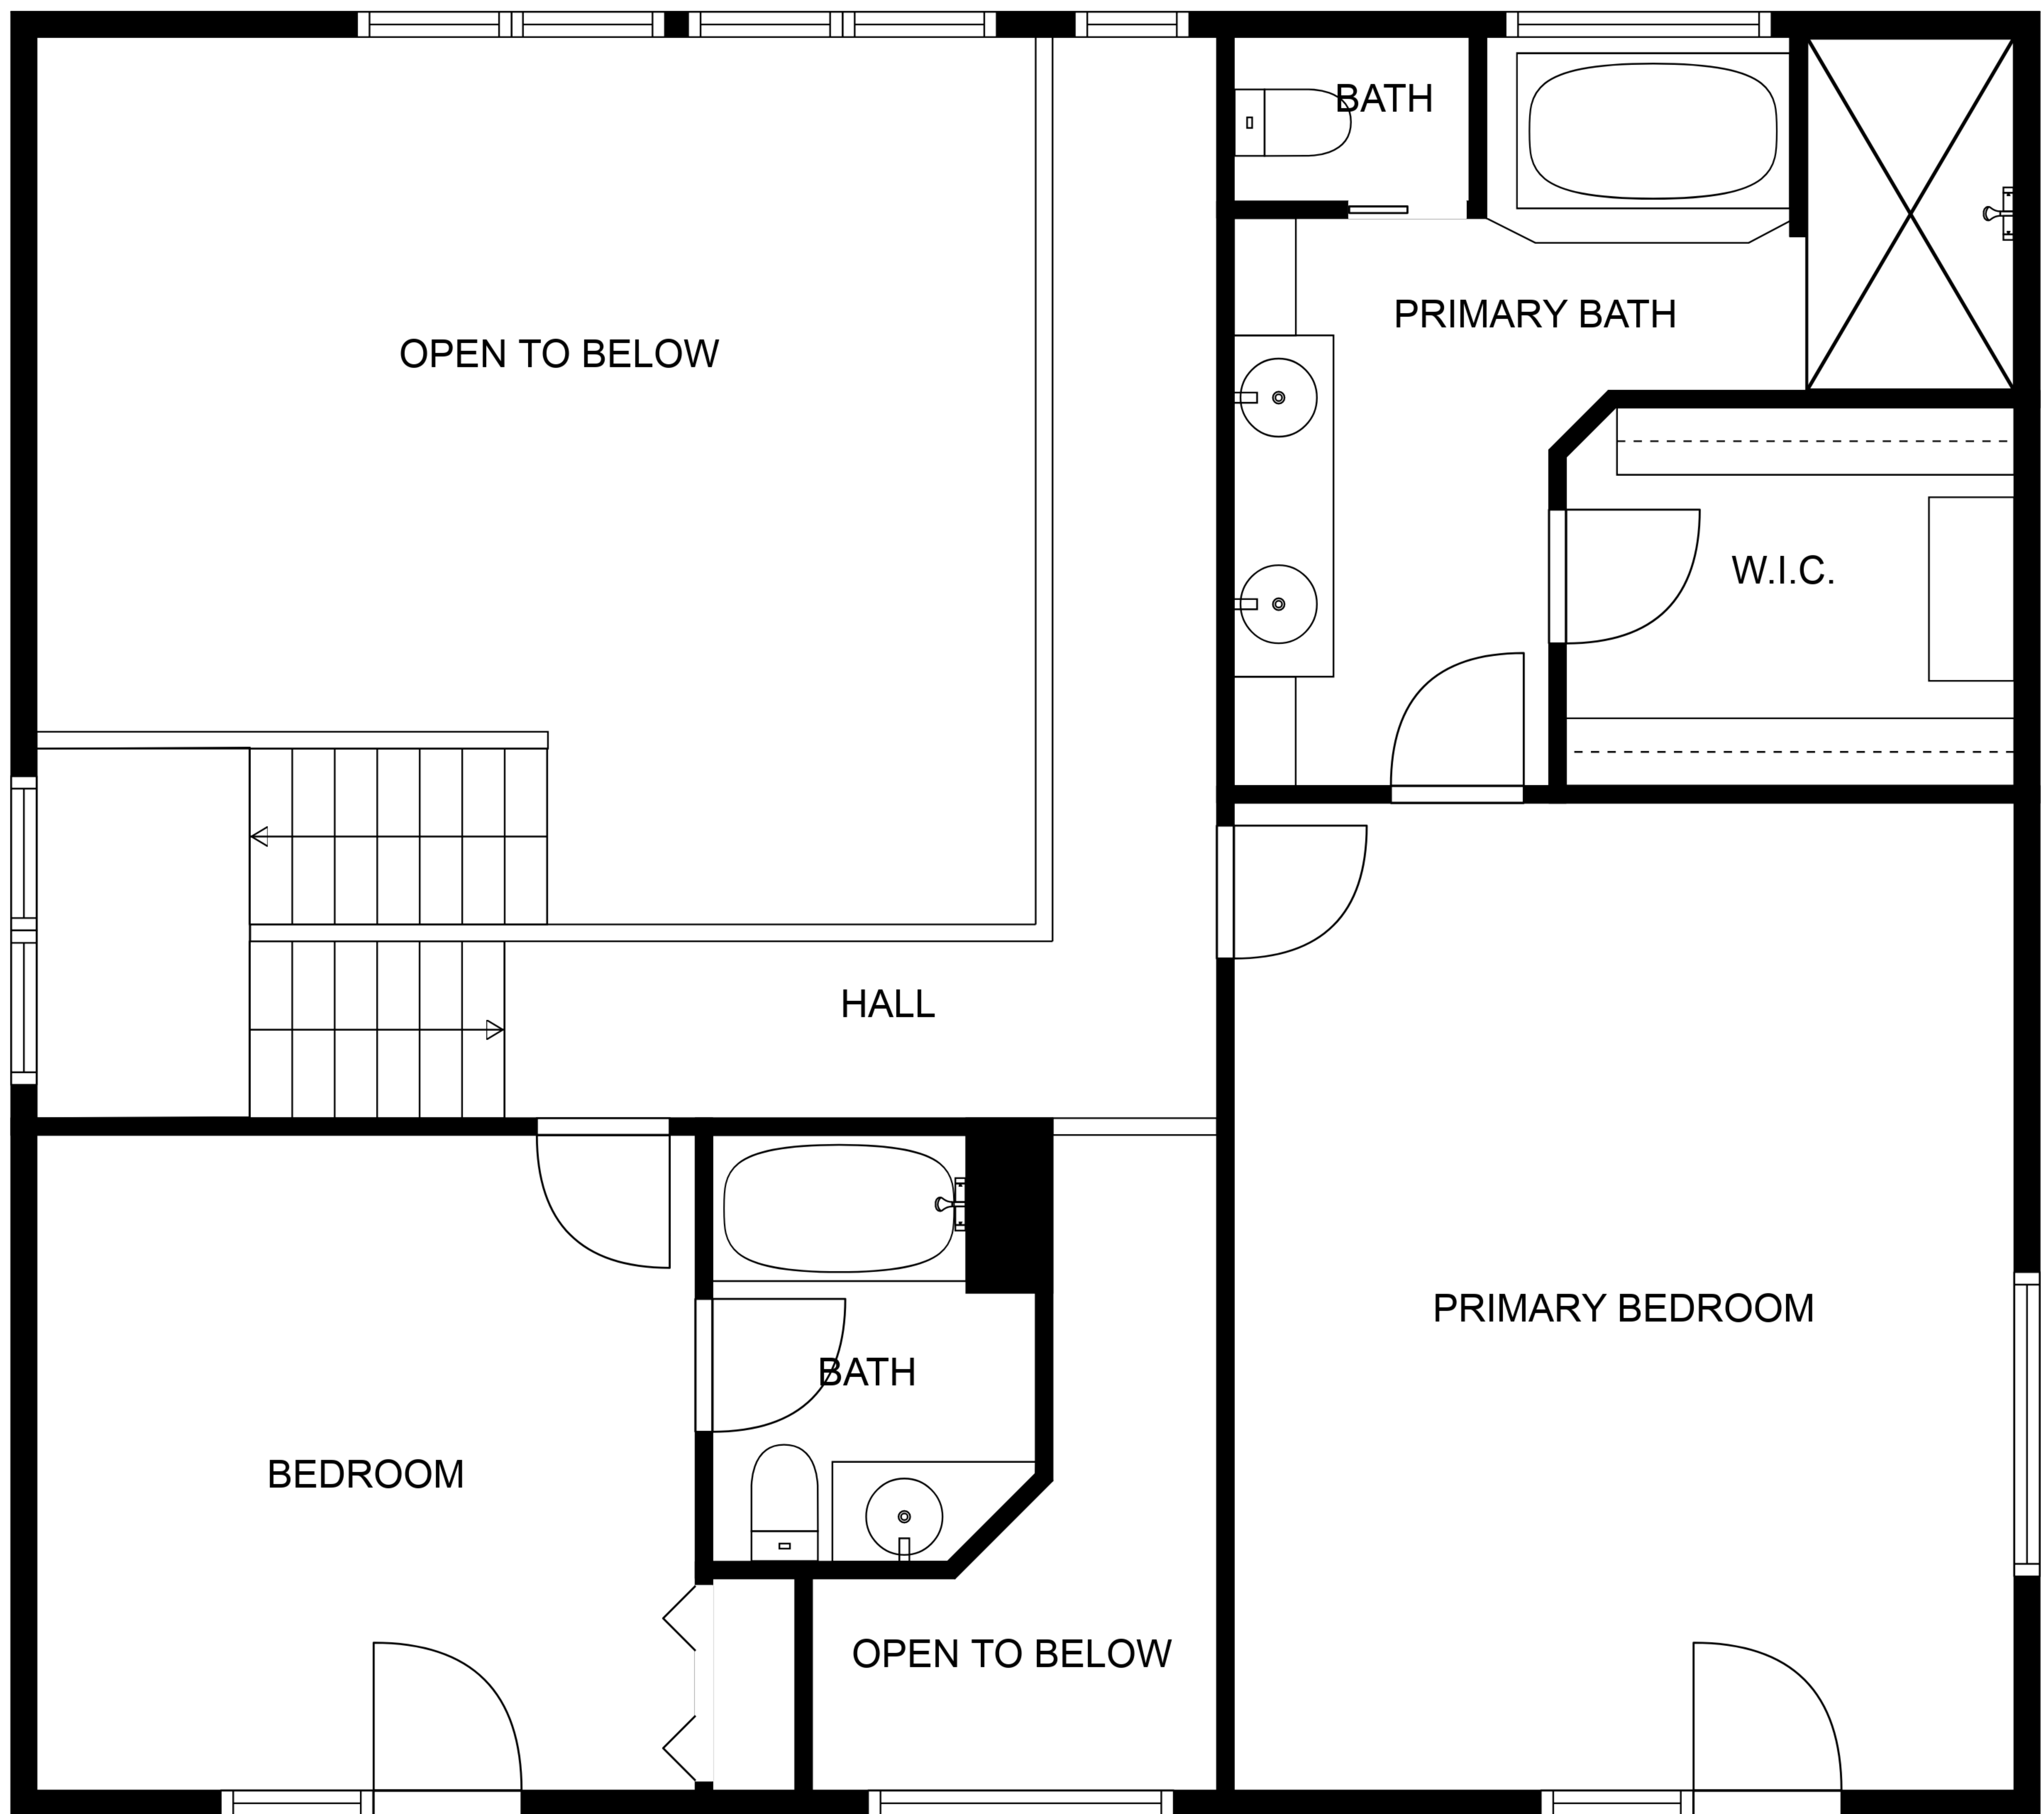 BATH
PRIMARY BATH
OPEN TO BELOW
W.I.C.
HALL
PRIMARY BEDROOM
BATH
BEDROOM
OPEN TO BELOW